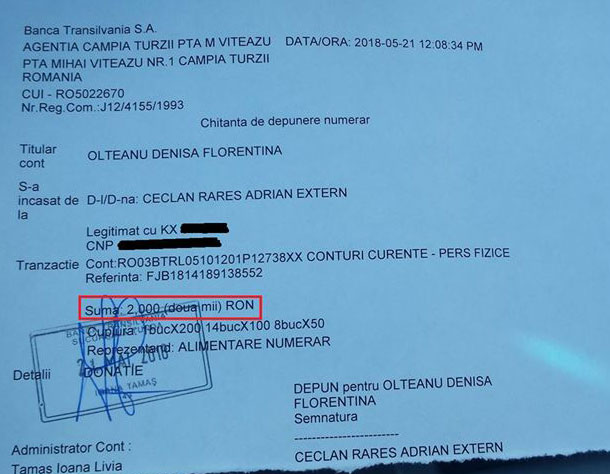 Banca Transilvania S.A.
AGENTIA CAMPIA TURZII PTA M VITEAZU DATA/ORA: 2018-05-21 12:08:34 PM
PTA MIHAI VITEAZU NR.1 CAMPIA TURZII
ROMANIA
CUI - RO5022670
Nr.Reg.Com.:J12/4155/1993
Chitanta de depunere numerar
Titular cont OLTEANU DENISA FLORENTINA
S-a incasat de la D-l/D-na: CECLAN RARES ADRIAN EXTERN
Legitimat cu KX
CNP
Tranzactie Cont:RO03BTRL05101201P12738XX CONTURI CURENTE - PERS FIZICE
Referinta: FJB1814189138552
Suma: 2,000 (doua mii) RON
Cupiura: 1bucX200 14bucX100 8bucX50
Reprezentand: ALIMENTARE NUMERAR
Detalii DONATIE
21 MAI 2018
TAMAȘ
DEPUN pentru OLTEANU DENISA
FLORENTINA
Semnatura
-------------------------
Administrator Cont :
Tamas Ioana Livia
CECLAN RARES ADRIAN EXTERN